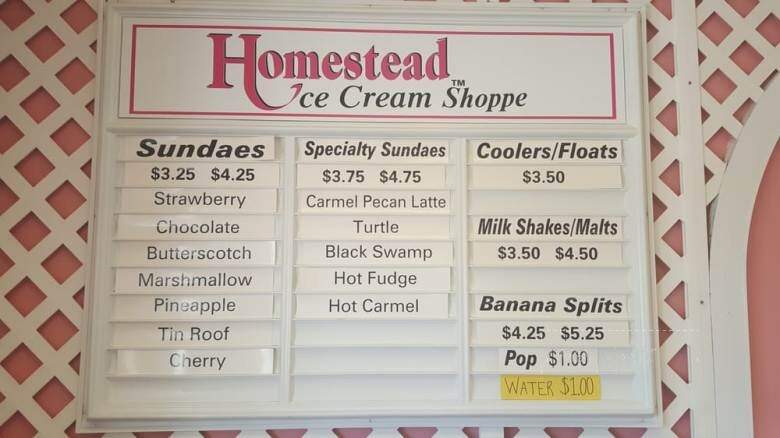 Homestead
Ice Cream Shoppe™
Sundaes
$3.25 $4.25
Strawberry
Chocolate
Butterscotch
Marshmallow
Pineapple
Tin Roof
Cherry
Specialty Sundaes
$3.75 $4.75
Carmel Pecan Latte
Turtle
Black Swamp
Hot Fudge
Hot Carmel
Coolers/Floats
$3.50
Milk Shakes/Malts
$3.50 $4.50
Banana Splits
$4.25 $5.25
Pop $1.00
WATER $1.00